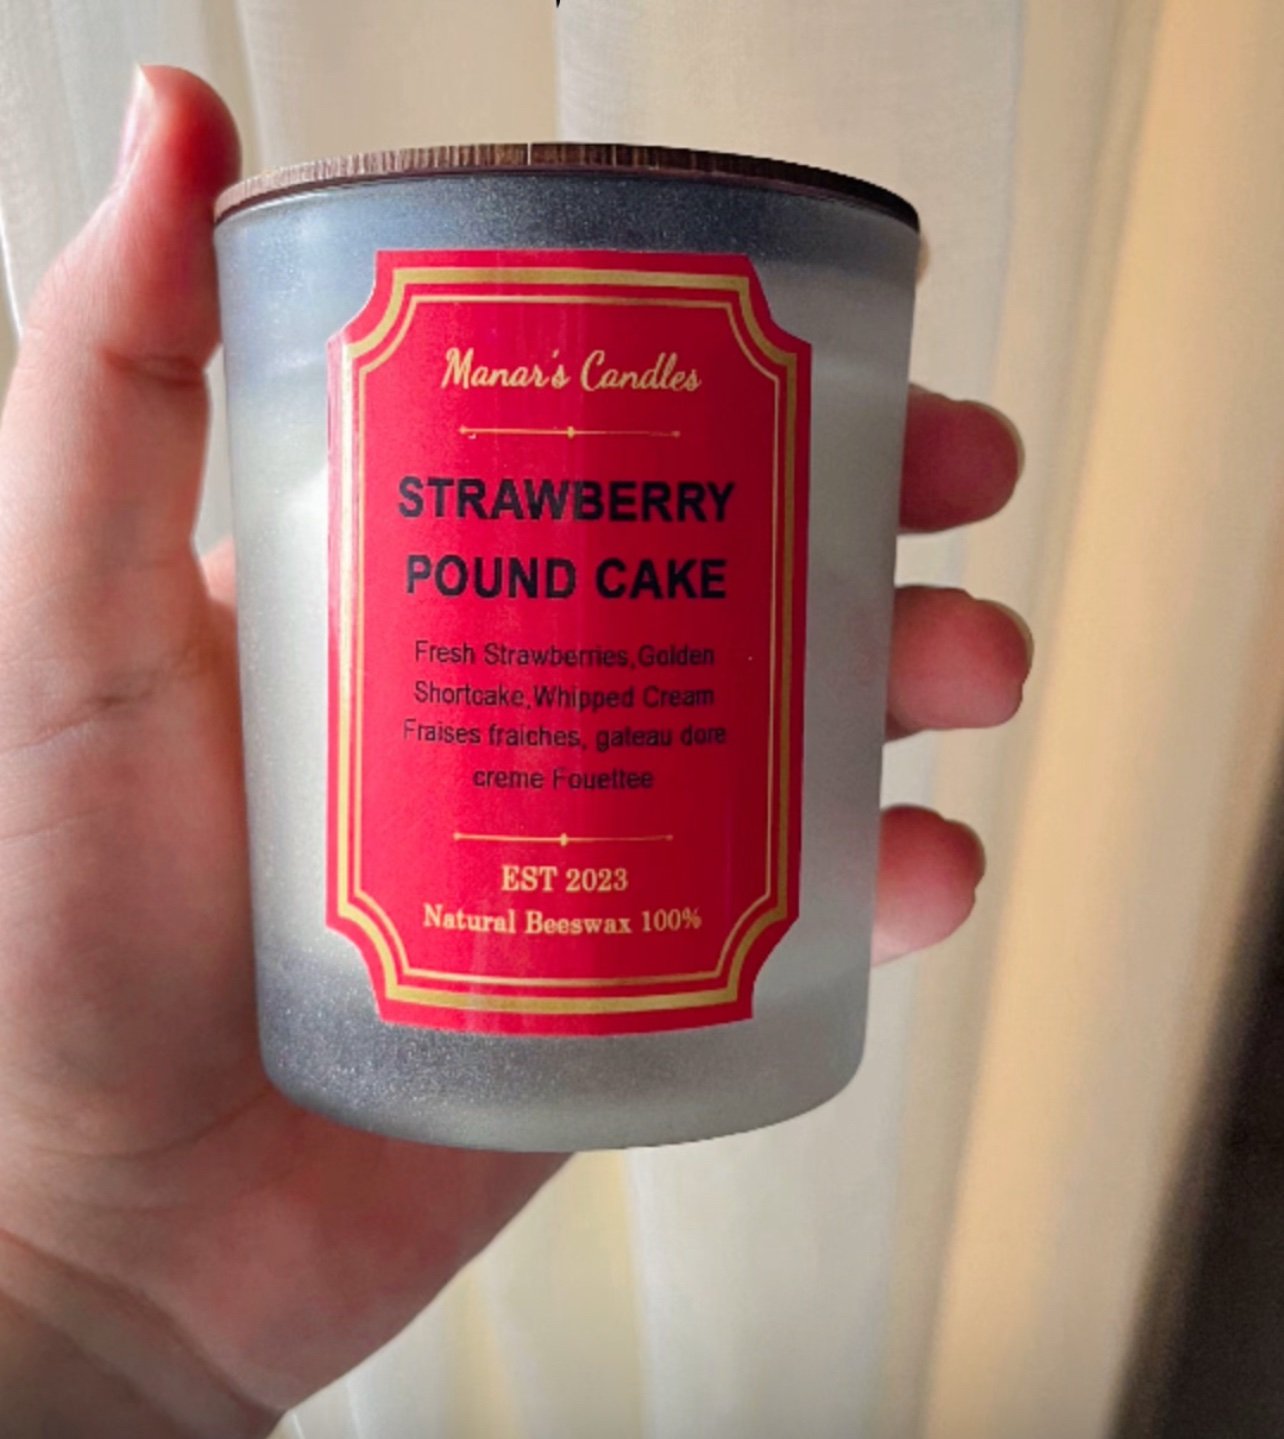 Manar's Candles
STRAWBERRY
POUND CAKE
Fresh Strawberries,Golden
Shortcake,Whipped Cream
Fraises fraiches, gateau dore
creme Fouettee
EST 2023
Natural Beeswax 100%